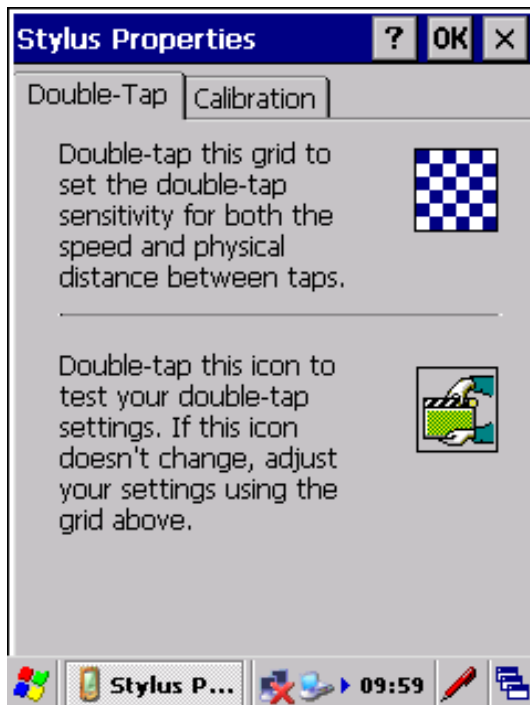 Stylus Properties ? OK ×
Double-Tap Calibration
Double-tap this grid to
set the double-tap
sensitivity for both the
speed and physical
distance between taps.
Double-tap this icon to
test your double-tap
settings. If this icon
doesn't change, adjust
your settings using the
grid above.
Stylus P... 09:59